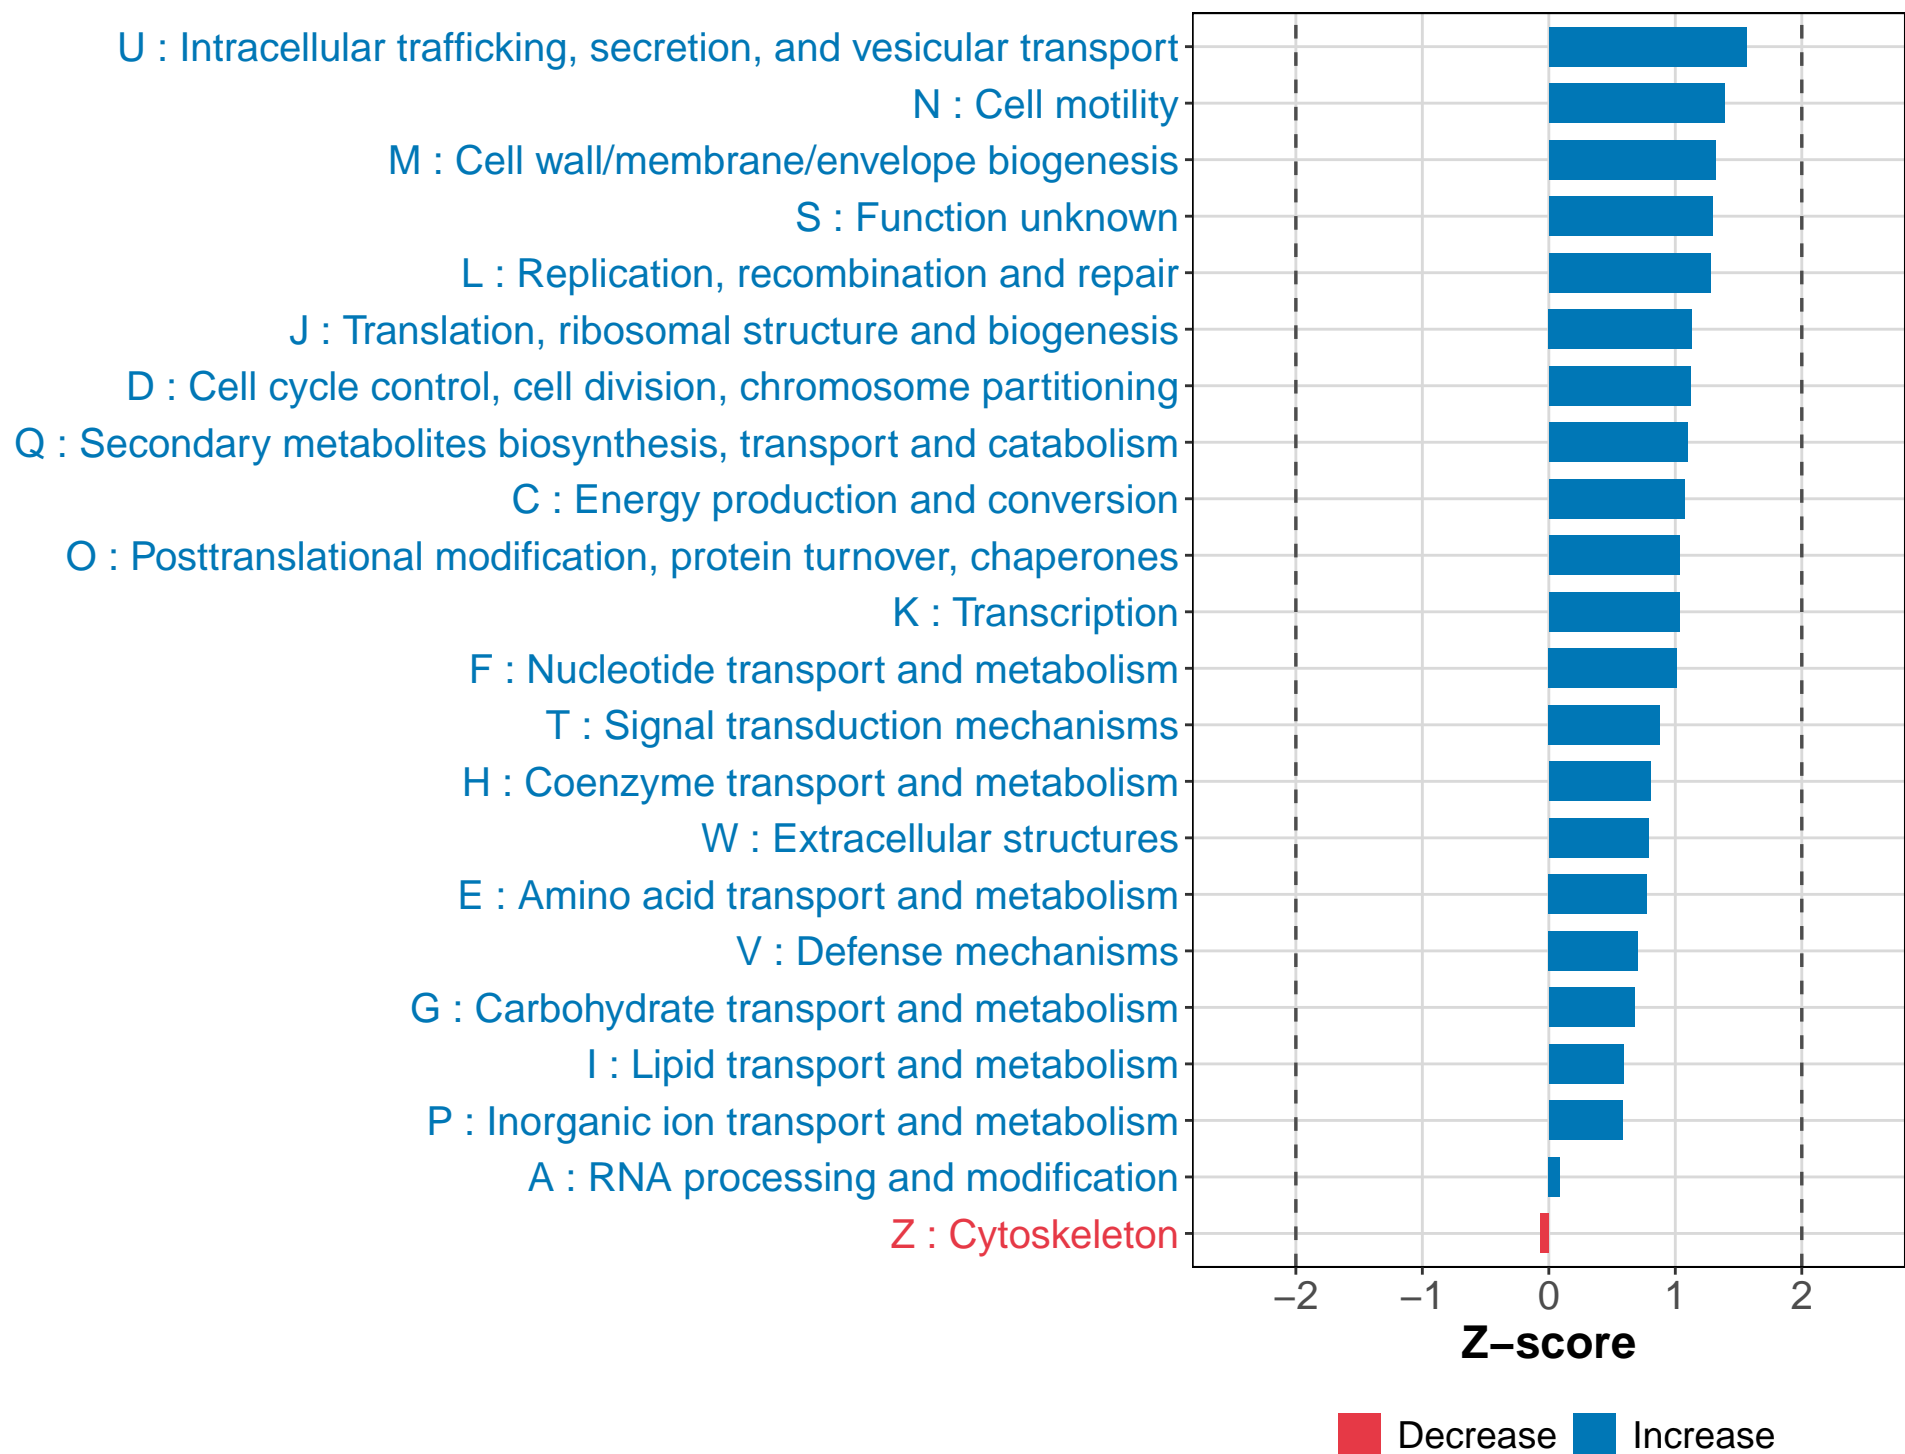 U : Intracellular trafficking, secretion, and vesicular transport
N : Cell motility
M : Cell wall/membrane/envelope biogenesis
S : Function unknown
L : Replication, recombination and repair
J : Translation, ribosomal structure and biogenesis
D : Cell cycle control, cell division, chromosome partitioning
Q : Secondary metabolites biosynthesis, transport and catabolism
C : Energy production and conversion
O : Posttranslational modification, protein turnover, chaperones
K : Transcription
F : Nucleotide transport and metabolism
T : Signal transduction mechanisms
H : Coenzyme transport and metabolism
W : Extracellular structures
E : Amino acid transport and metabolism
V : Defense mechanisms
G : Carbohydrate transport and metabolism
I : Lipid transport and metabolism
P : Inorganic ion transport and metabolism
A : RNA processing and modification
Z : Cytoskeleton
−2 −1 0 1 2
Z−score
Decrease Increase